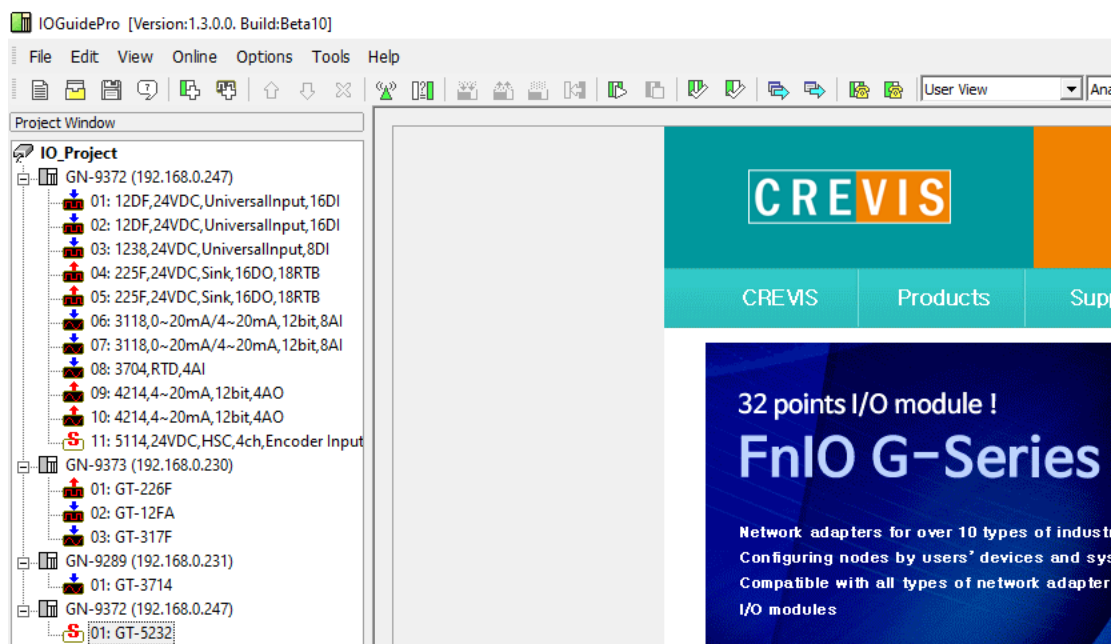 IOGuidePro [Version:1.3.0.0. Build:Beta10]
File Edit View Online Options Tools Help
User View
Project Window
IO_Project
GN-9372 (192.168.0.247)
01: 12DF,24VDC,UniversalInput,16DI
02: 12DF,24VDC,UniversalInput,16DI
03: 1238,24VDC,UniversalInput,8DI
04: 225F,24VDC,Sink,16DO,18RTB
05: 225F,24VDC,Sink,16DO,18RTB
06: 3118,0~20mA/4~20mA,12bit,8AI
07: 3118,0~20mA/4~20mA,12bit,8AI
08: 3704,RTD,4AI
09: 4214,4~20mA,12bit,4AO
10: 4214,4~20mA,12bit,4AO
11: 5114,24VDC,HSC,4ch,Encoder Input
GN-9373 (192.168.0.230)
01: GT-226F
02: GT-12FA
03: GT-317F
GN-9289 (192.168.0.231)
01: GT-3714
GN-9372 (192.168.0.247)
01: GT-5232
CREVIS
CREVIS Products
32 points I/O module !
FnIO G-Series
Network adapters for over 10 types of
Configuring nodes by users' devices and
Compatible with all types of network adapter
I/O modules